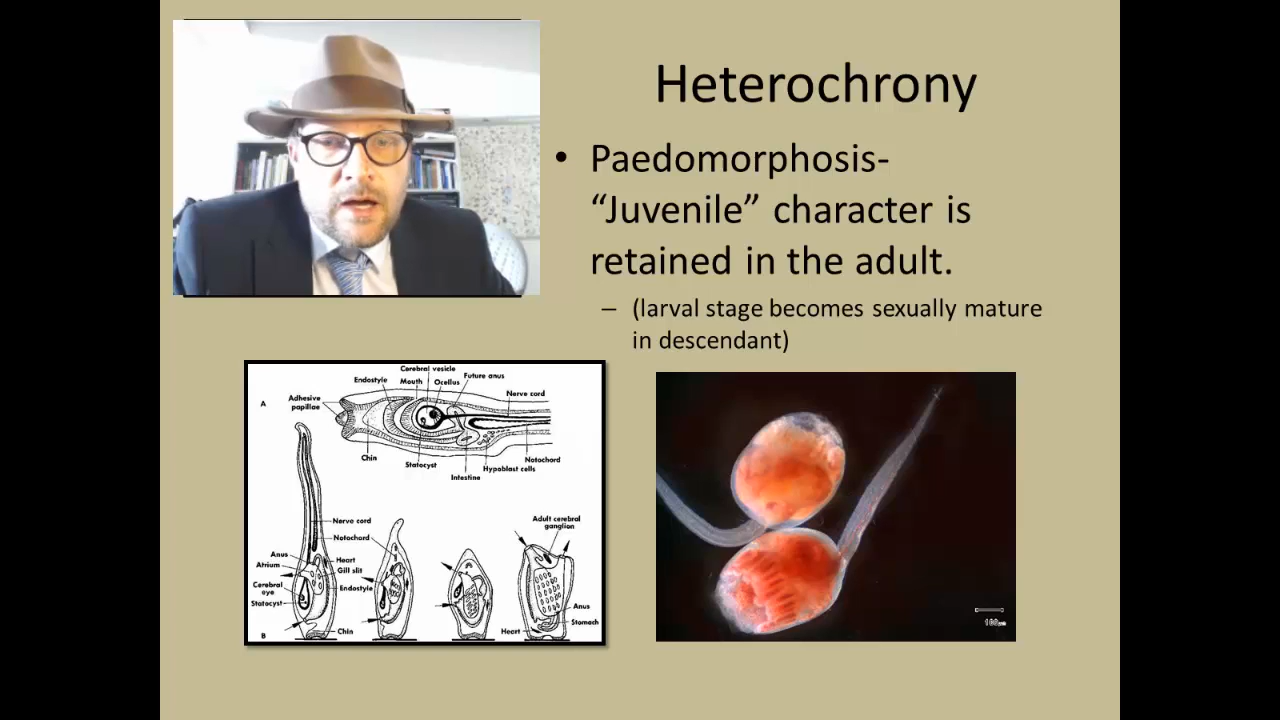 Heterochrony
• Paedomorphosis-
“Juvenile” character is
retained in the adult.
– (larval stage becomes sexually mature
in descendant)
Cerebral vesicle
Endostyle
Mouth
Ocellus
Future anus
Nerve cord
Adhesive
papillae
A
Chin
Statocyst
Intestine
Hypoblast cells
Notochord
Nerve cord
Notochord
Adult cerebral
ganglion
Anus
Atrium
Heart
Gill slit
Cerebral
eye
Endostyle
Statocyst
Chin
B
Anus
Stomach
Heart